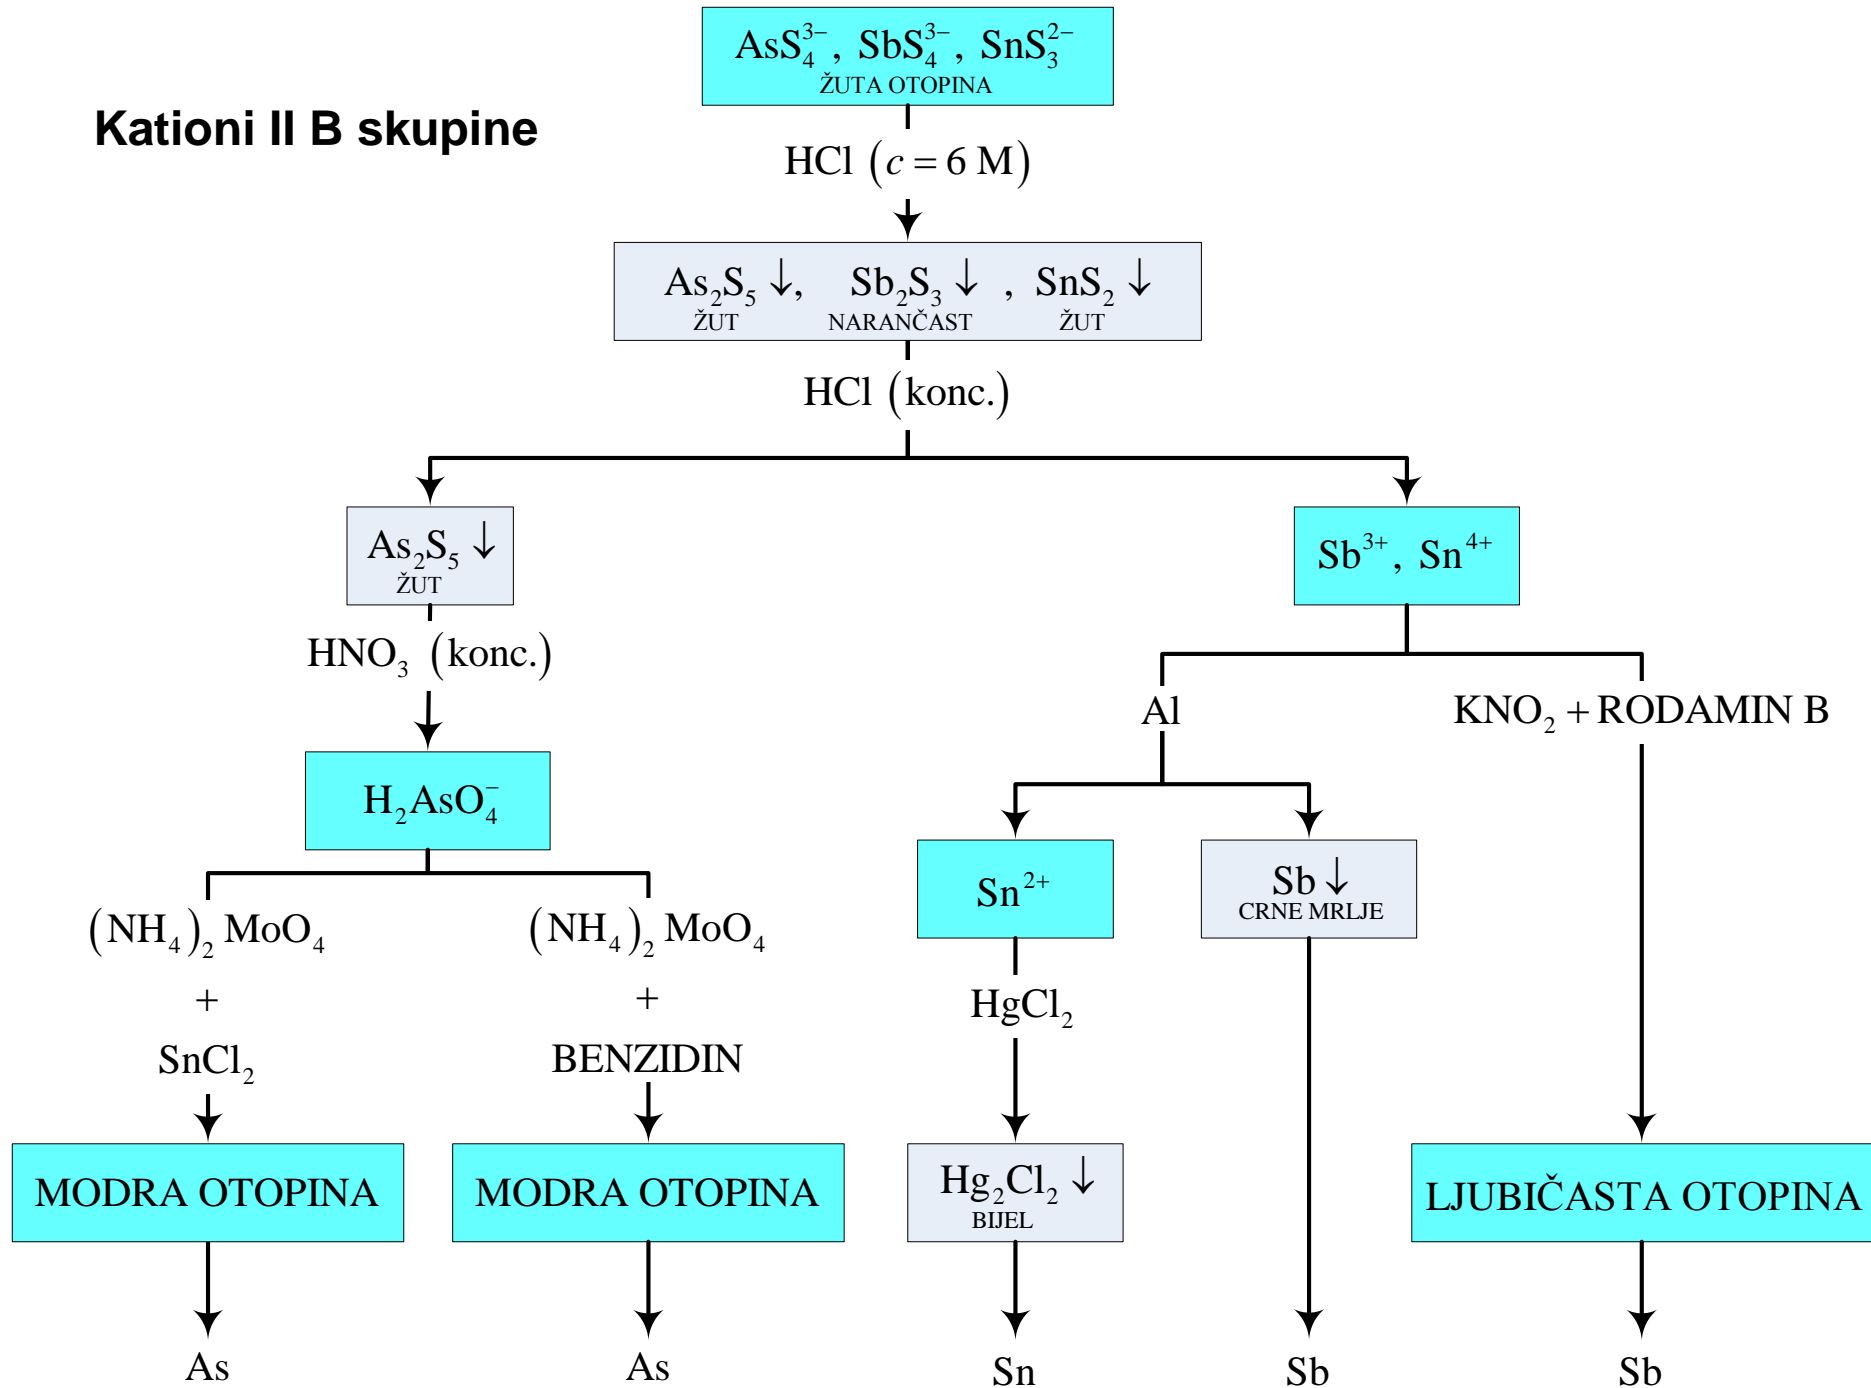 AsS₄³⁻, SbS₄³⁻, SnS₃²⁻
ŽUTA OTOPINA
Kationi II B skupine
HCl (c = 6 M)
As₂S₅ ↓, Sb₂S₃ ↓ , SnS₂ ↓
ŽUT NARANČAST ŽUT
HCl (konc.)
As₂S₅ ↓
ŽUT
Sb³⁺, Sn⁴⁺
HNO₃ (konc.)
Al
KNO₂ + RODAMIN B
H₂AsO₄⁻
Sn²⁺
Sb ↓
CRNE MRLJE
(NH₄)₂ MoO₄
+
SnCl₂
(NH₄)₂ MoO₄
+
BENZIDIN
HgCl₂
MODRA OTOPINA
MODRA OTOPINA
Hg₂Cl₂ ↓
BIJEL
LJUBIČASTA OTOPINA
As
As
Sn
Sb
Sb